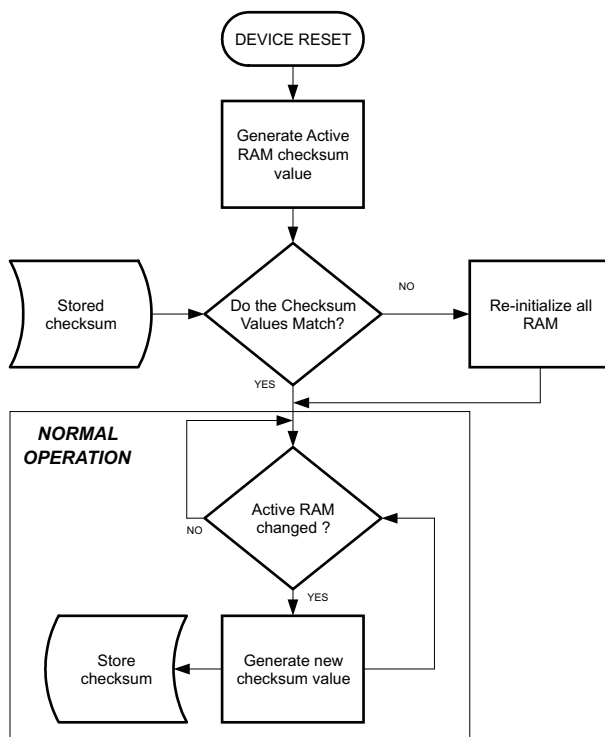 DEVICE RESET
Generate Active
RAM checksum
value
Stored
checksum
Do the Checksum
Values Match?
NO
Re-initialize all
RAM
YES
NORMAL
OPERATION
Active RAM
changed ?
NO
YES
Store
checksum
Generate new
checksum value